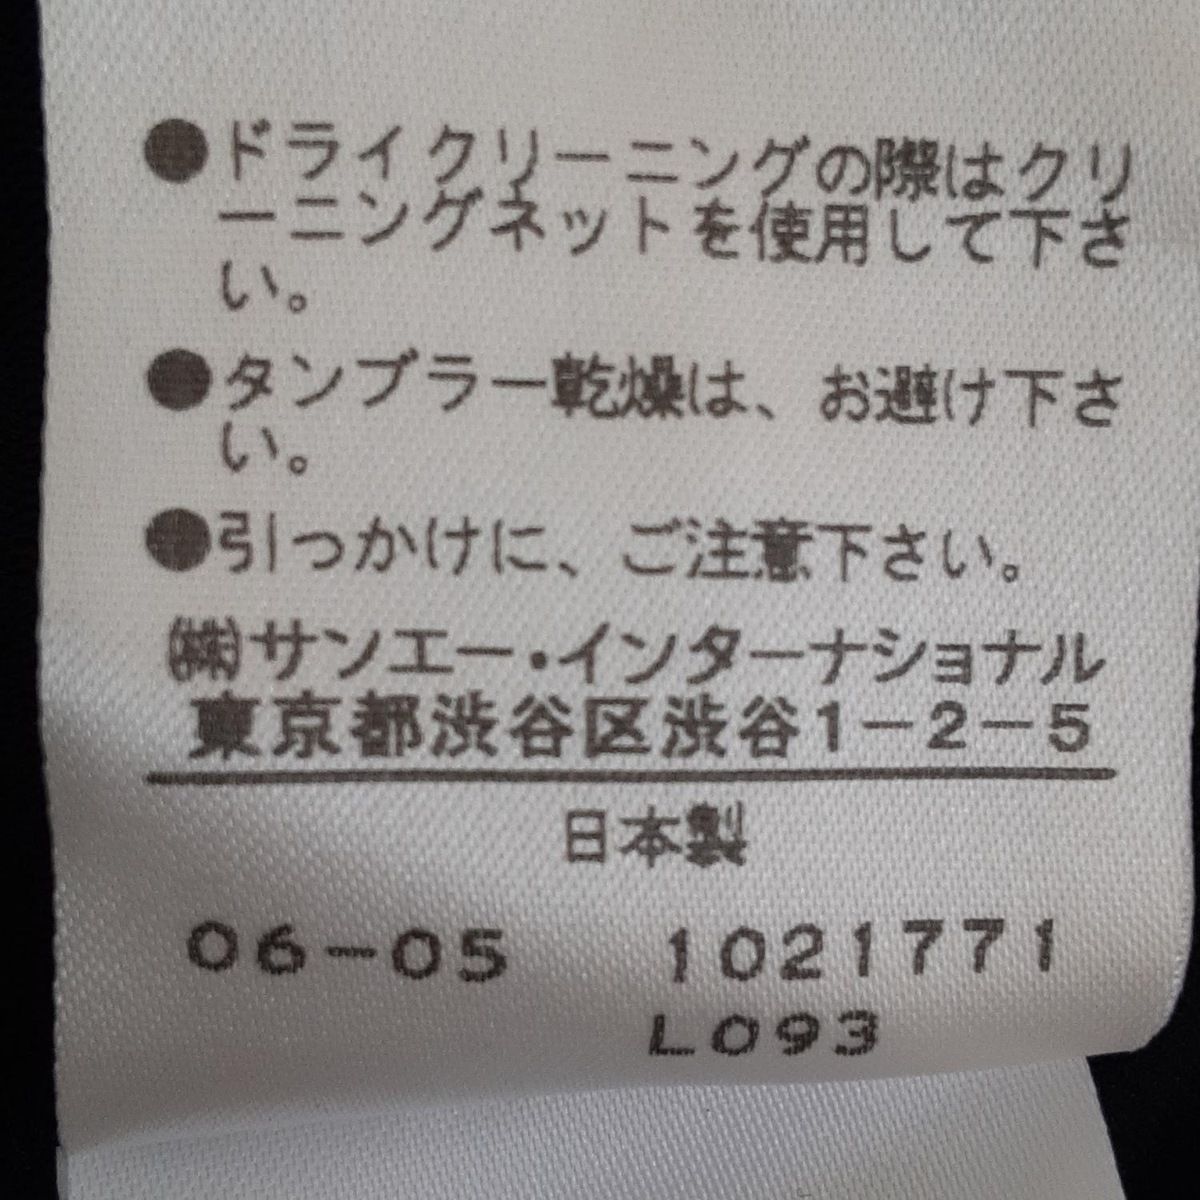 ●ドライクリーニングの際はクリ
ーニングネットを使用して下さ
い。
●タンブラー乾燥は、お避け下さ
い。
●引っかけに、ご注意下さい。
㈱サンエー・インターナショナル
東京都渋谷区渋谷1-2-5
日本製
06-05 1021771
L093